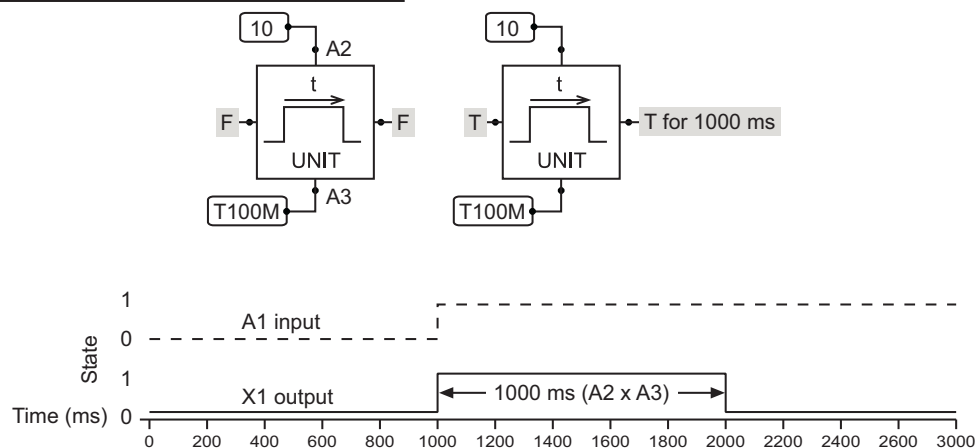 10
A2
t
F
F
UNIT
A3
T100M
10
t
T
T for 1000 ms
UNIT
T100M
State
1
A1 input
0
1
X1 output
1000 ms (A2 x A3)
Time (ms)
0
0 200 400 600 800 1000 1200 1400 1600 1800 2000 2200 2400 2600 2800 3000